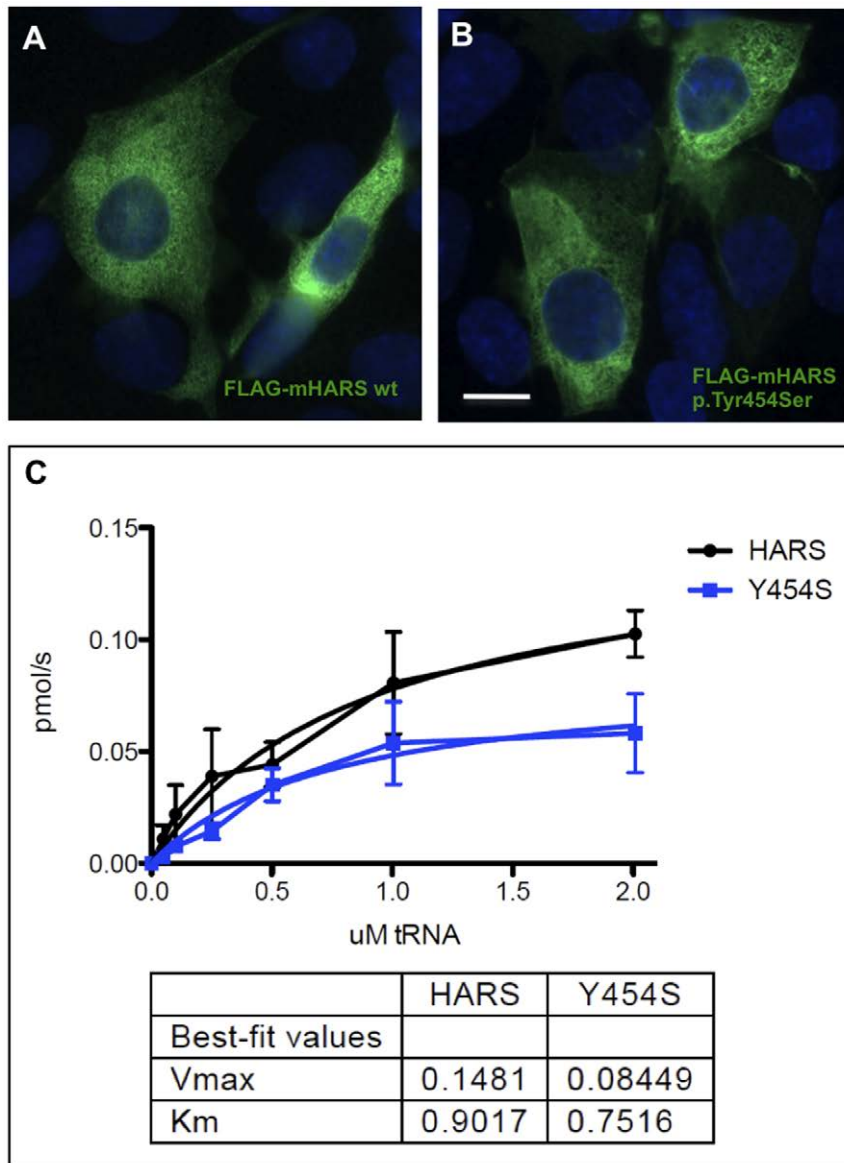 A
FLAG-mHARS wt
B
FLAG-mHARS
p.Tyr454Ser
C
0.15
0.10
0.05
0.00
pmol/s
0.0 0.5 1.0 1.5 2.0
uM tRNA
HARS
Y454S
HARS Y454S
Best-fit values
Vmax 0.1481 0.08449
Km 0.9017 0.7516